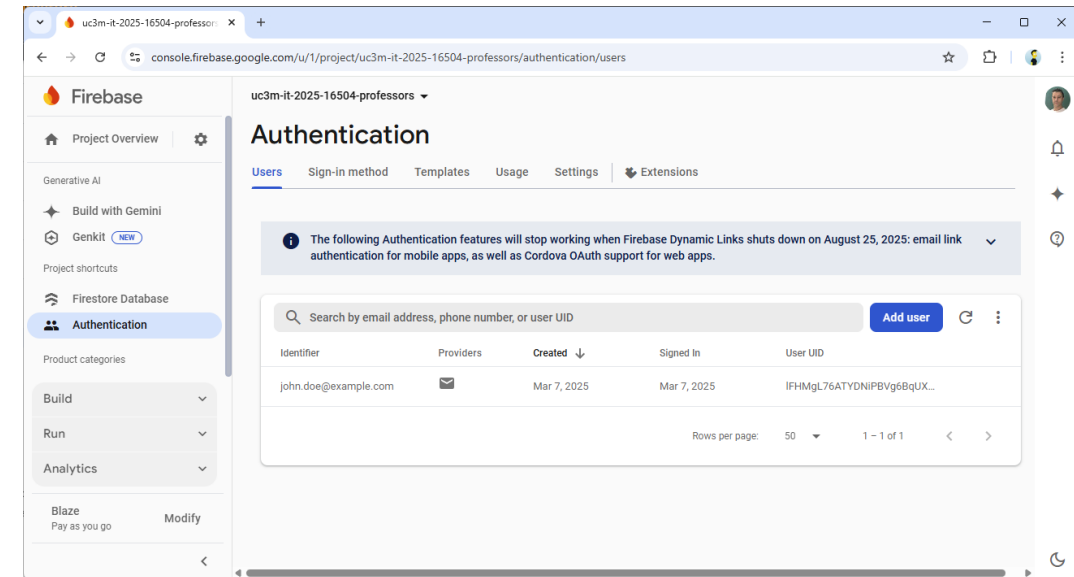 uc3m-it-2025-16504-professors
console.firebase.google.com/u/1/project/uc3m-it-2025-16504-professors/authentication/users
Firebase
Project Overview
Generative AI
Build with Gemini
Genkit NEW
Project shortcuts
Firestore Database
Authentication
Product categories
Build
Run
Analytics
Blaze
Pay as you go
Modify
uc3m-it-2025-16504-professors
Authentication
Users Sign-in method Templates Usage Settings Extensions
The following Authentication features will stop working when Firebase Dynamic Links shuts down on August 25, 2025: email link
authentication for mobile apps, as well as Cordova OAuth support for web apps.
Search by email address, phone number, or user UID Add user
Identifier Providers Created Signed In User UID
john.doe@example.com Mar 7, 2025 Mar 7, 2025 lFHMgL76ATYDNiPBVg6BqUX...
Rows per page: 50 1 – 1 of 1